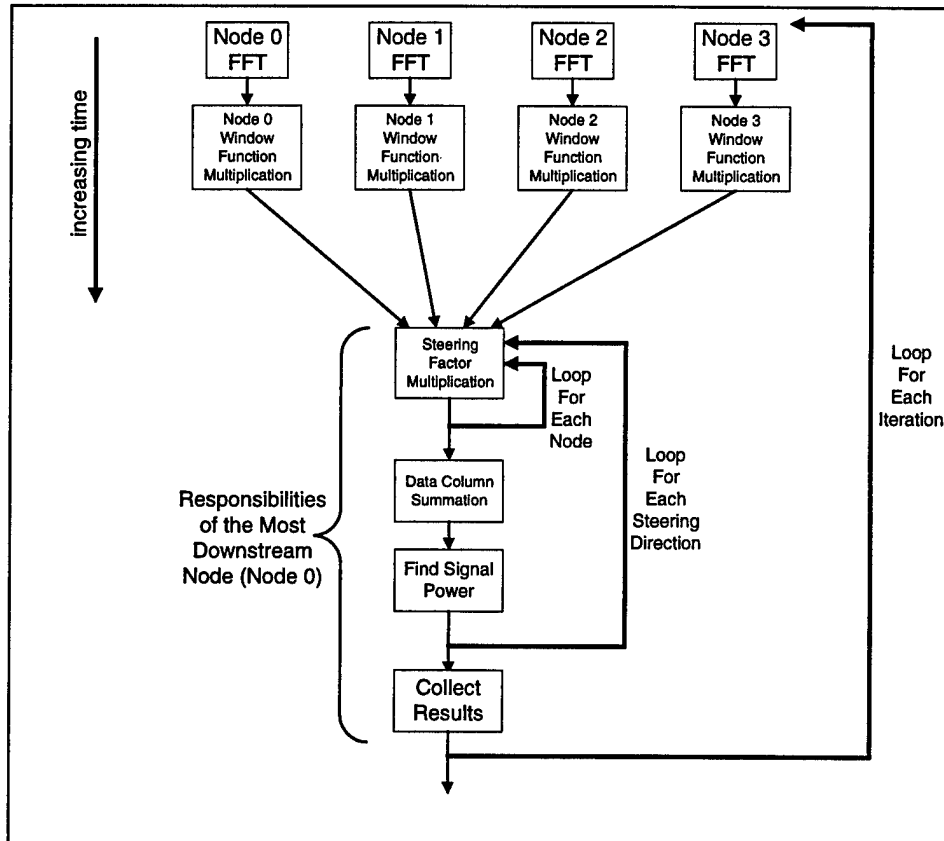 increasing time
Node 0
FFT
Node 1
FFT
Node 2
FFT
Node 3
FFT
Node 0
Window
Function
Multiplication
Node 1
Window
Function
Multiplication
Node 2
Window
Function
Multiplication
Node 3
Window
Function
Multiplication
Steering
Factor
Multiplication
Loop
For
Each
Node
Loop
For
Each
Steering
Direction
Loop
For
Each
Iteration
Data Column
Summation
Responsibilities
of the Most
Downstream
Node (Node 0)
Find Signal
Power
Collect
Results